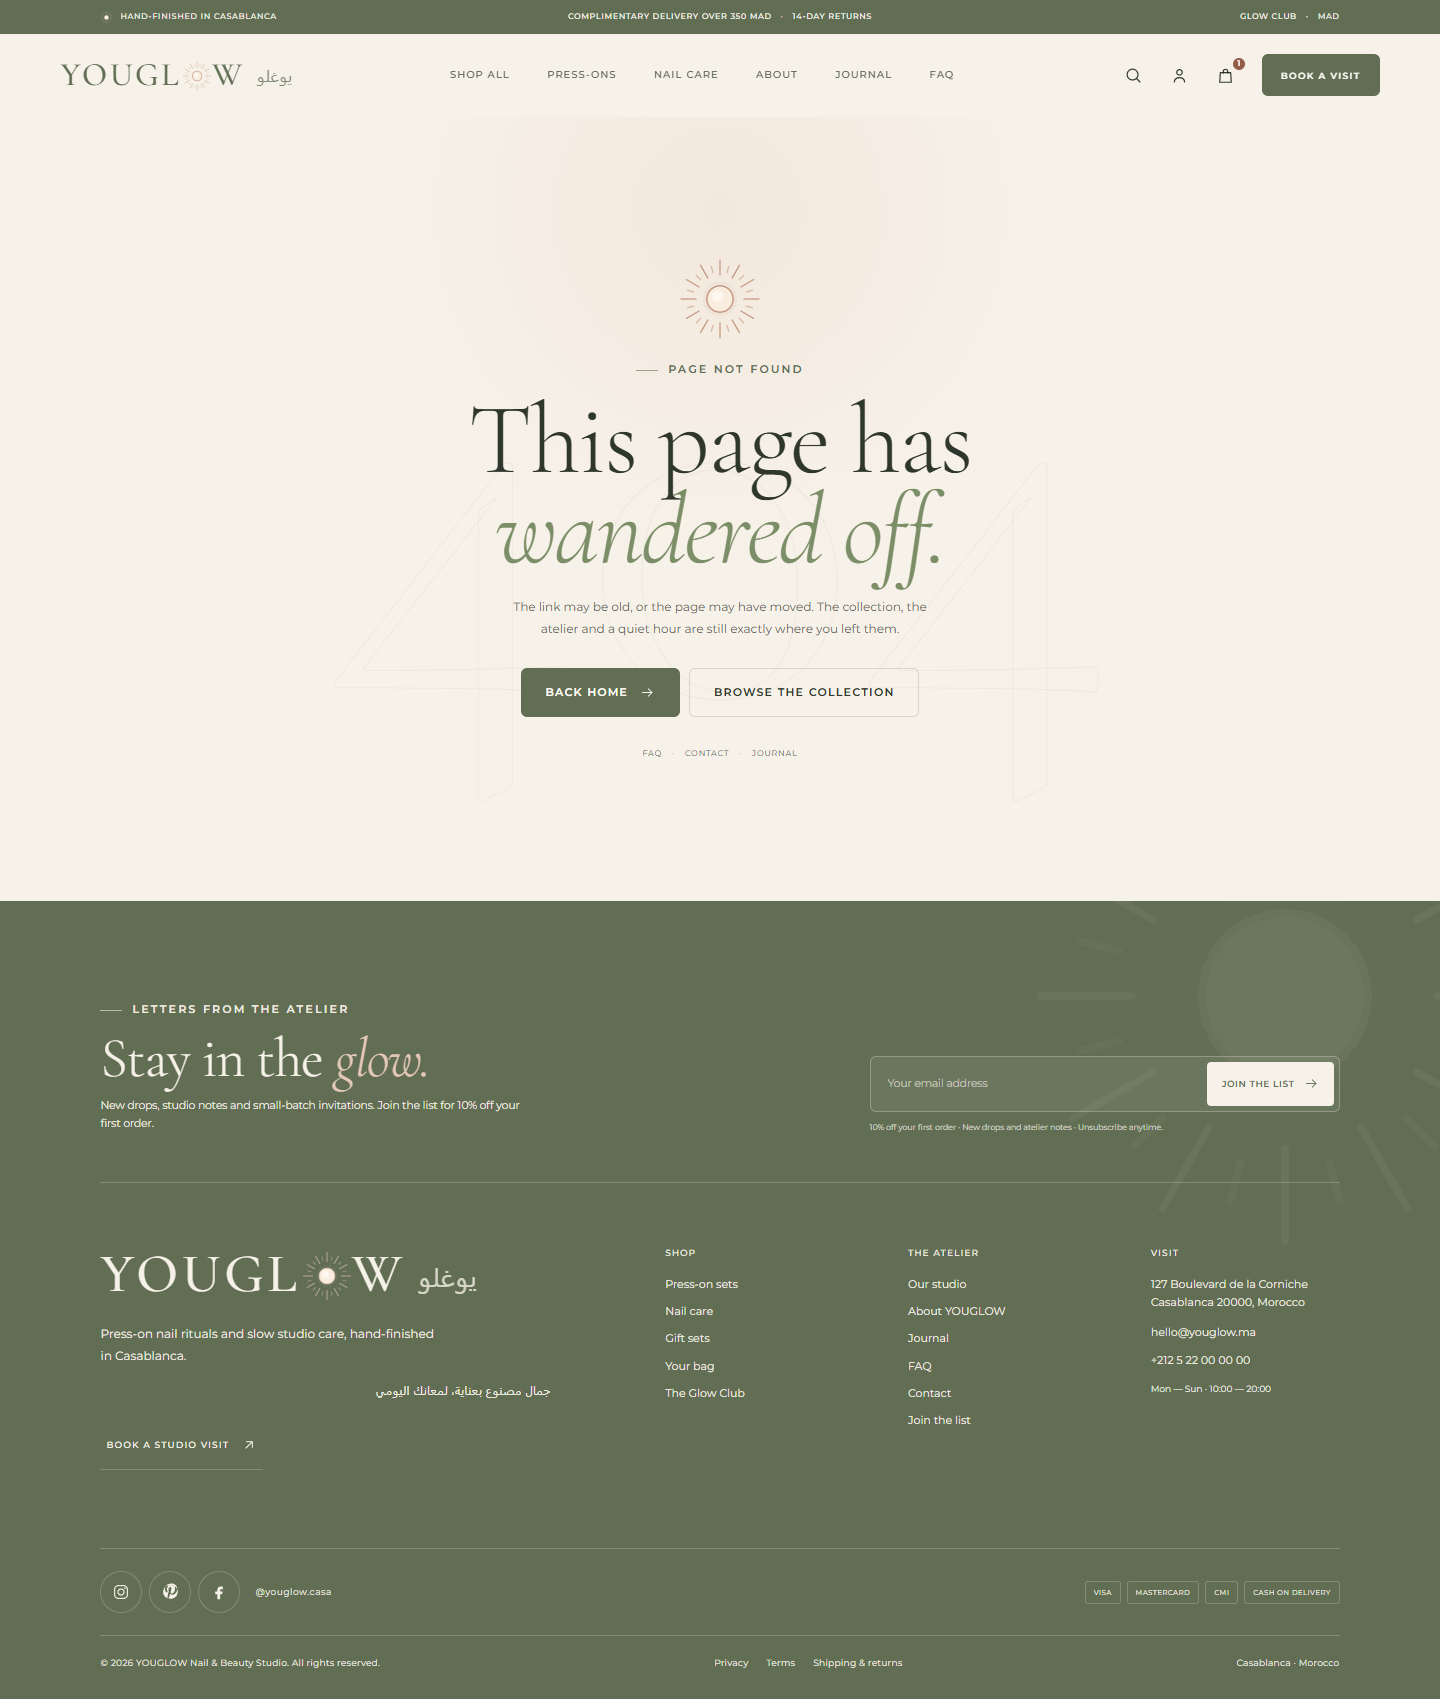 HAND-FINISHED IN CASABLANCA
COMPLIMENTARY DELIVERY OVER 350 MAD · 14-DAY RETURNS
GLOW CLUB · MAD
YOUGLOW يوغلو
SHOP ALL
PRESS-ONS
NAIL CARE
ABOUT
JOURNAL
FAQ
1
BOOK A VISIT
404
PAGE NOT FOUND
This page has
wandered off.
The link may be old, or the page may have moved. The collection, the
atelier and a quiet hour are still exactly where you left them.
BACK HOME
BROWSE THE COLLECTION
FAQ · CONTACT · JOURNAL
LETTERS FROM THE ATELIER
Stay in the glow.
New drops, studio notes and small-batch invitations. Join the list for 10% off your
first order.
Your email address
JOIN THE LIST
10% off your first order · New drops and atelier notes · Unsubscribe anytime.
YOUGLOW يوغلو
Press-on nail rituals and slow studio care, hand-finished
in Casablanca.
جمال مصنوع بعناية، لمعانك اليومي
BOOK A STUDIO VISIT
SHOP
Press-on sets
Nail care
Gift sets
Your bag
The Glow Club
THE ATELIER
Our studio
About YOUGLOW
Journal
FAQ
Contact
Join the list
VISIT
127 Boulevard de la Corniche
Casablanca 20000, Morocco
hello@youglow.ma
+212 5 22 00 00 00
Mon — Sun · 10:00 — 20:00
@youglow.casa
VISA
MASTERCARD
CMI
CASH ON DELIVERY
© 2026 YOUGLOW Nail & Beauty Studio. All rights reserved.
Privacy
Terms
Shipping & returns
Casablanca · Morocco